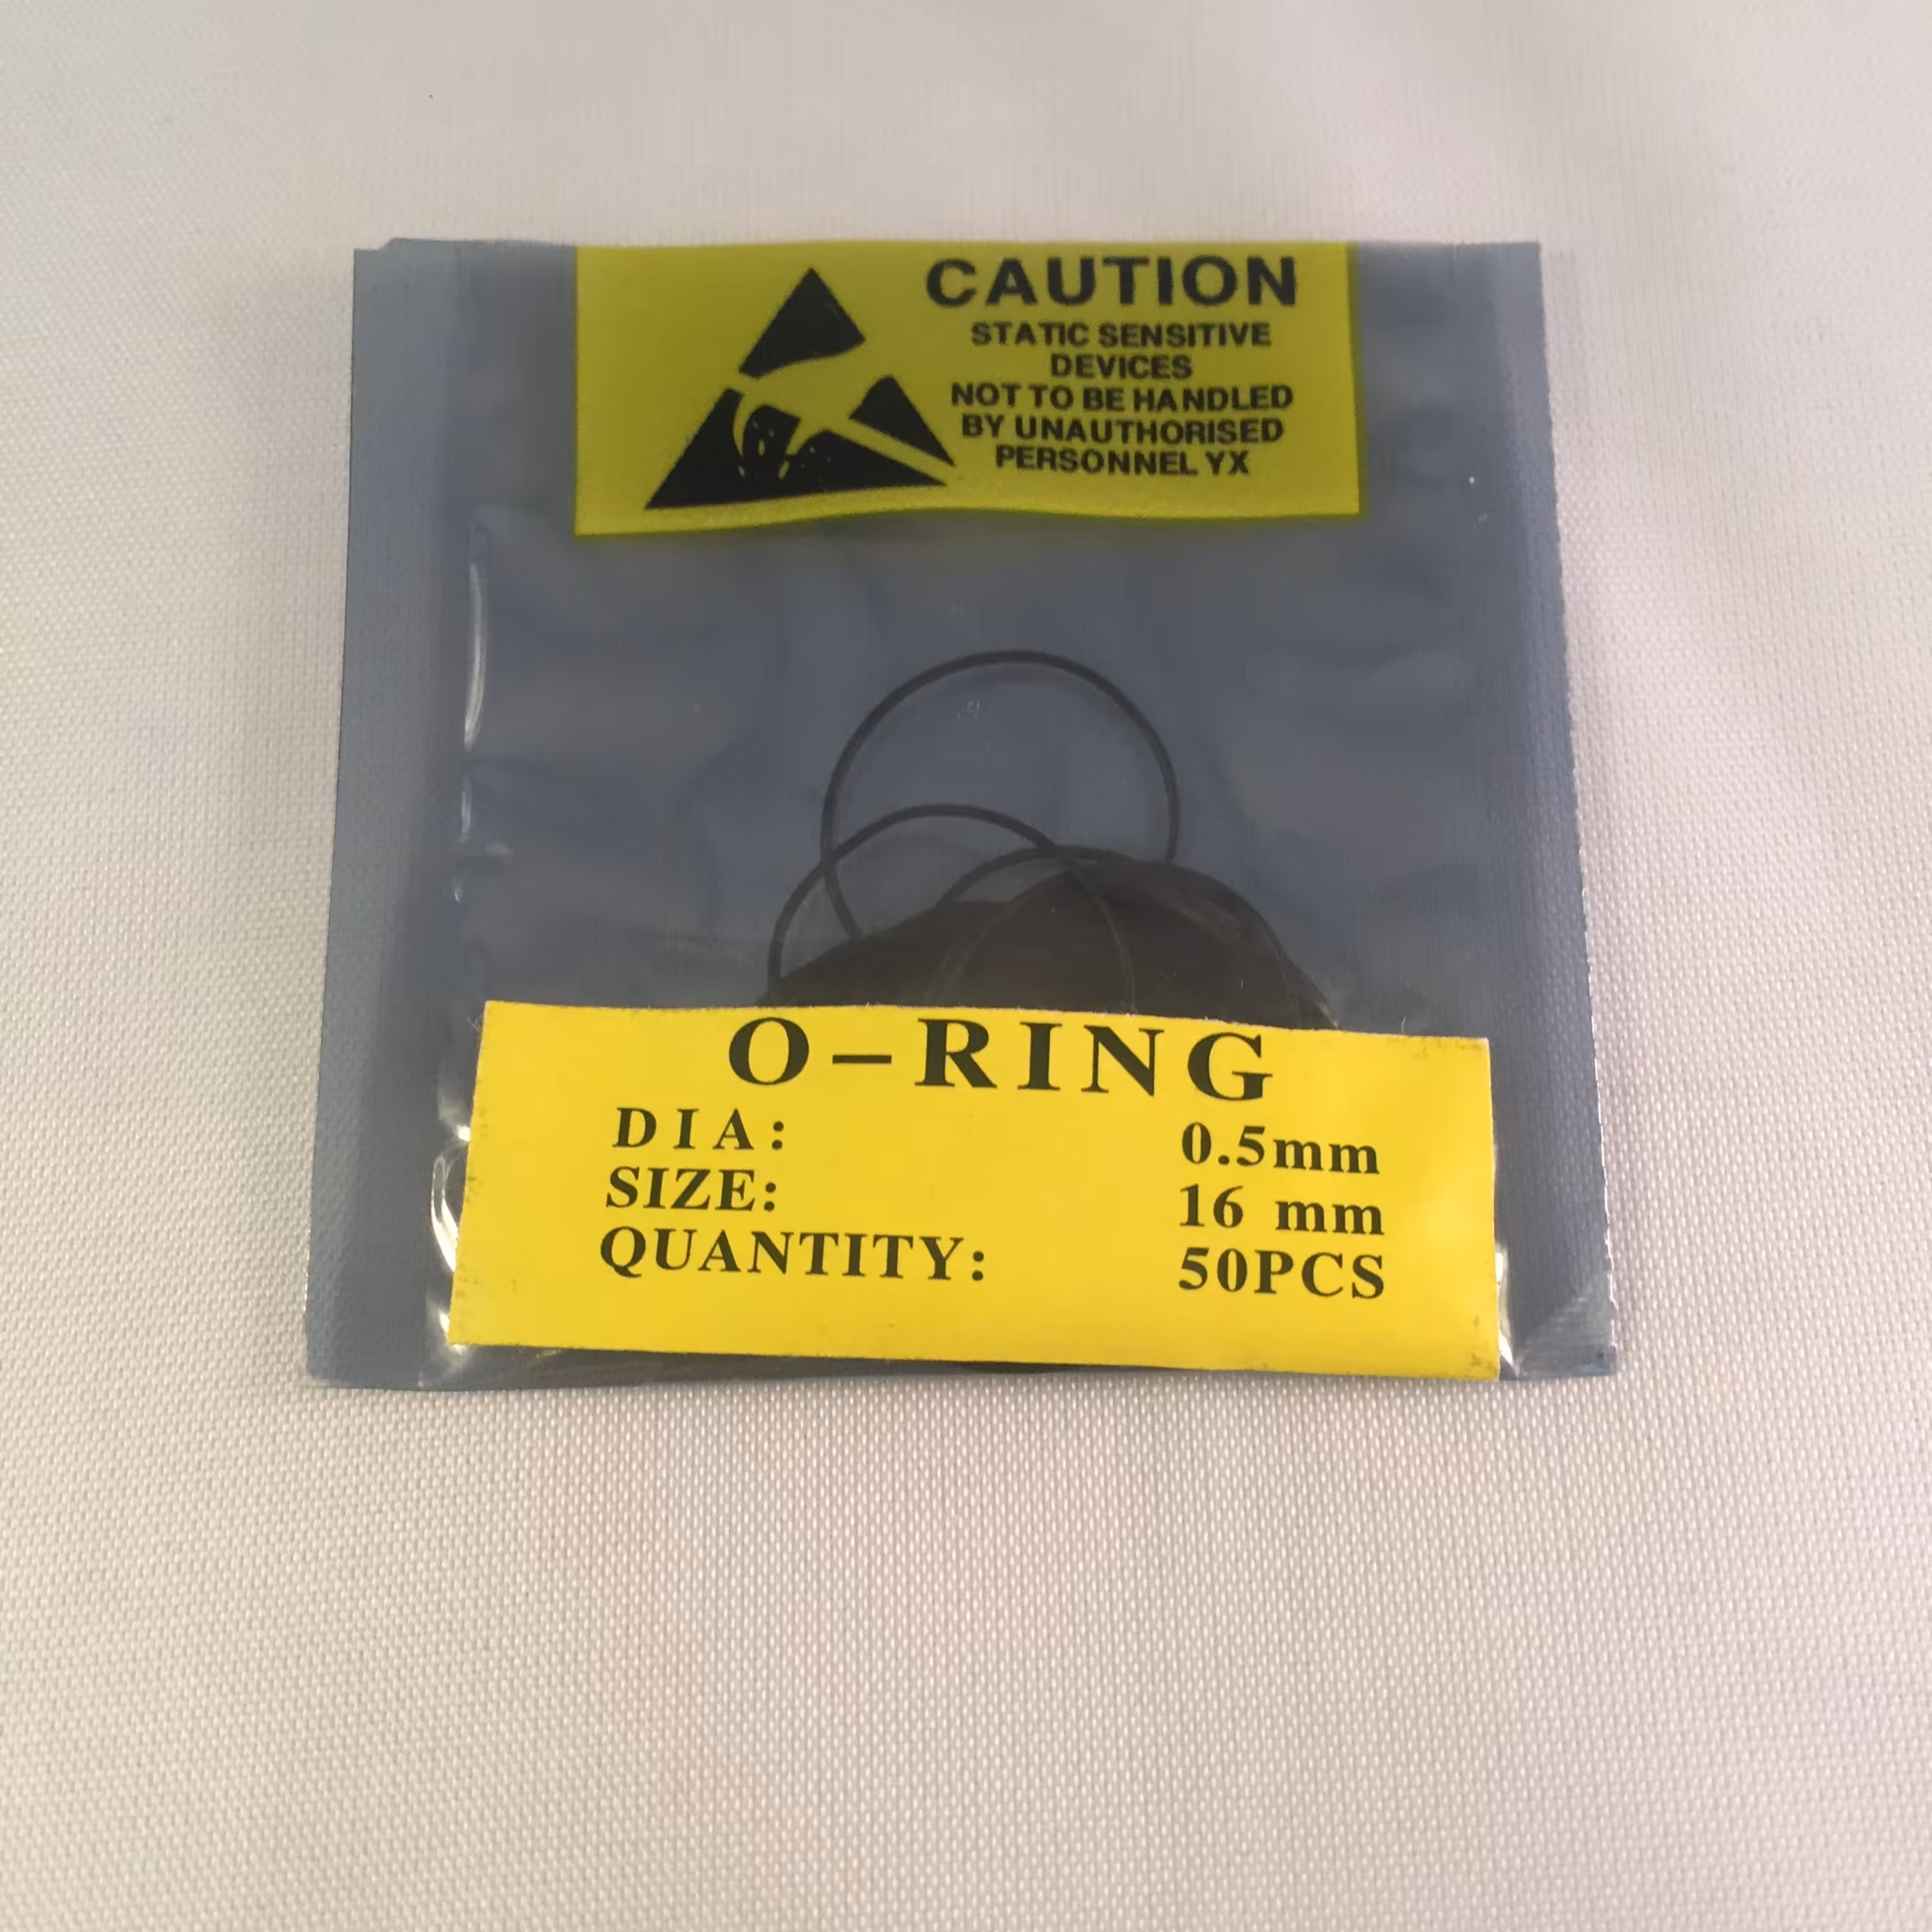 CAUTION
STATIC SENSITIVE
DEVICES
NOT TO BE HANDLED
BY UNAUTHORISED
PERSONNEL YX
O-RING
DIA: 0.5mm
SIZE: 16 mm
QUANTITY: 50PCS